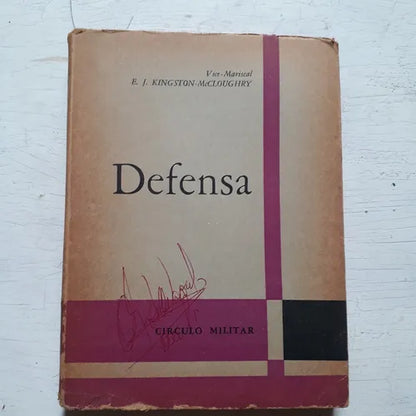 Vice-Mariscal
E. J. KINGSTON-McCLOUGHRY
Defensa
CIRCULO MILITAR